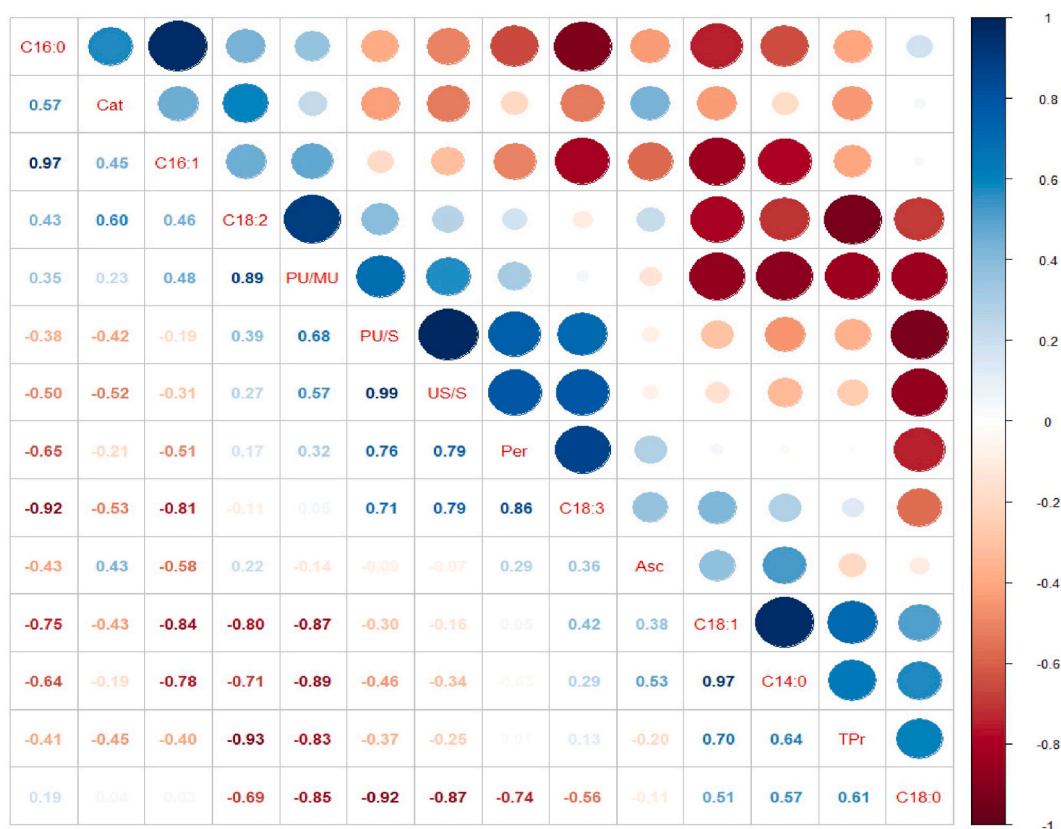 C16:0
0.57 Cat
0.97 0.45 C16:1
0.43 0.60 0.46 C18:2
0.35 0.23 0.48 0.89 PU/MU
-0.38 -0.42 -0.19 0.39 0.68 PU/S
-0.50 -0.52 -0.31 0.27 0.57 0.99 US/S
-0.65 -0.21 -0.51 0.17 0.32 0.76 0.79 Per
-0.92 -0.53 -0.81 -0.11 0.05 0.71 0.79 0.86 C18:3
-0.43 0.43 -0.58 0.22 -0.14 -0.09 -0.07 0.29 0.36 Asc
-0.75 -0.43 -0.84 -0.80 -0.87 -0.30 -0.16 0.05 0.42 0.38 C18:1
-0.64 -0.19 -0.78 -0.71 -0.89 -0.46 -0.34 0.29 0.53 0.97 C14:0
-0.41 -0.45 -0.40 -0.93 -0.83 -0.37 -0.25 0.13 -0.20 0.70 0.64 TPr
0.19 0.04 0.03 -0.69 -0.85 -0.92 -0.87 -0.74 -0.56 -0.11 0.51 0.57 0.61 C18:0
1
0.8
0.6
0.4
0.2
0
-0.2
-0.4
-0.6
-0.8
-1